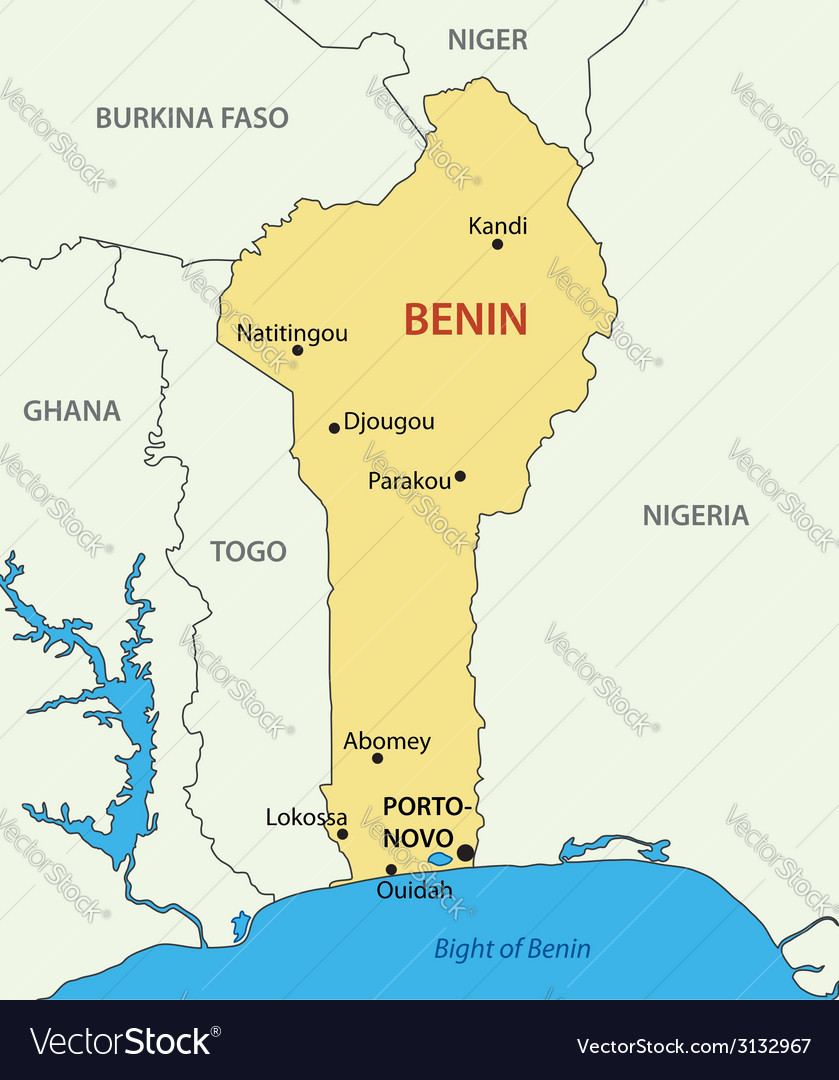 NIGER
BURKINA FASO
Kandi
BENIN
Natitingou
GHANA
Djougou
Parakou
NIGERIA
TOGO
Abomey
PORTO-
NOVO
Lokossa
Ouidah
Bight of Benin
VectorStock®
VectorStock.com/3132967
VectorStock®
VectorStock®
VectorStock®
VectorStock®
VectorStock®
VectorStock®
VectorStock®
VectorStock®
VectorStock®
VectorStock®
VectorStock®
VectorStock®
VectorStock®